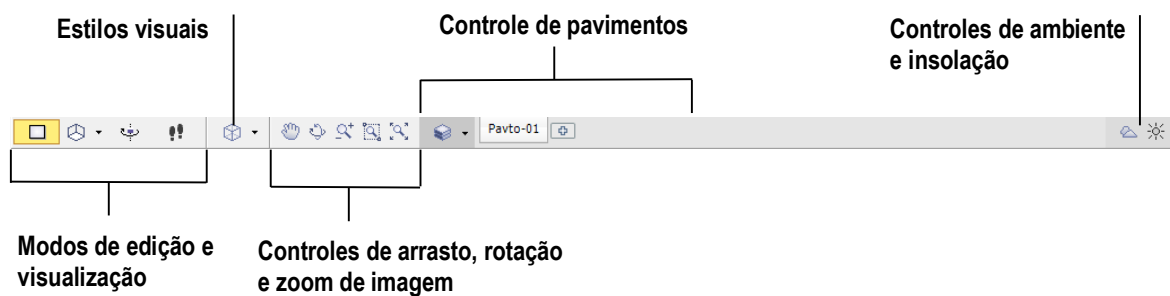 Estilos visuais
Controle de pavimentos
Controles de ambiente
e insolação
Pavto-01
Modos de edição e
visualização
Controles de arrasto, rotação
e zoom de imagem